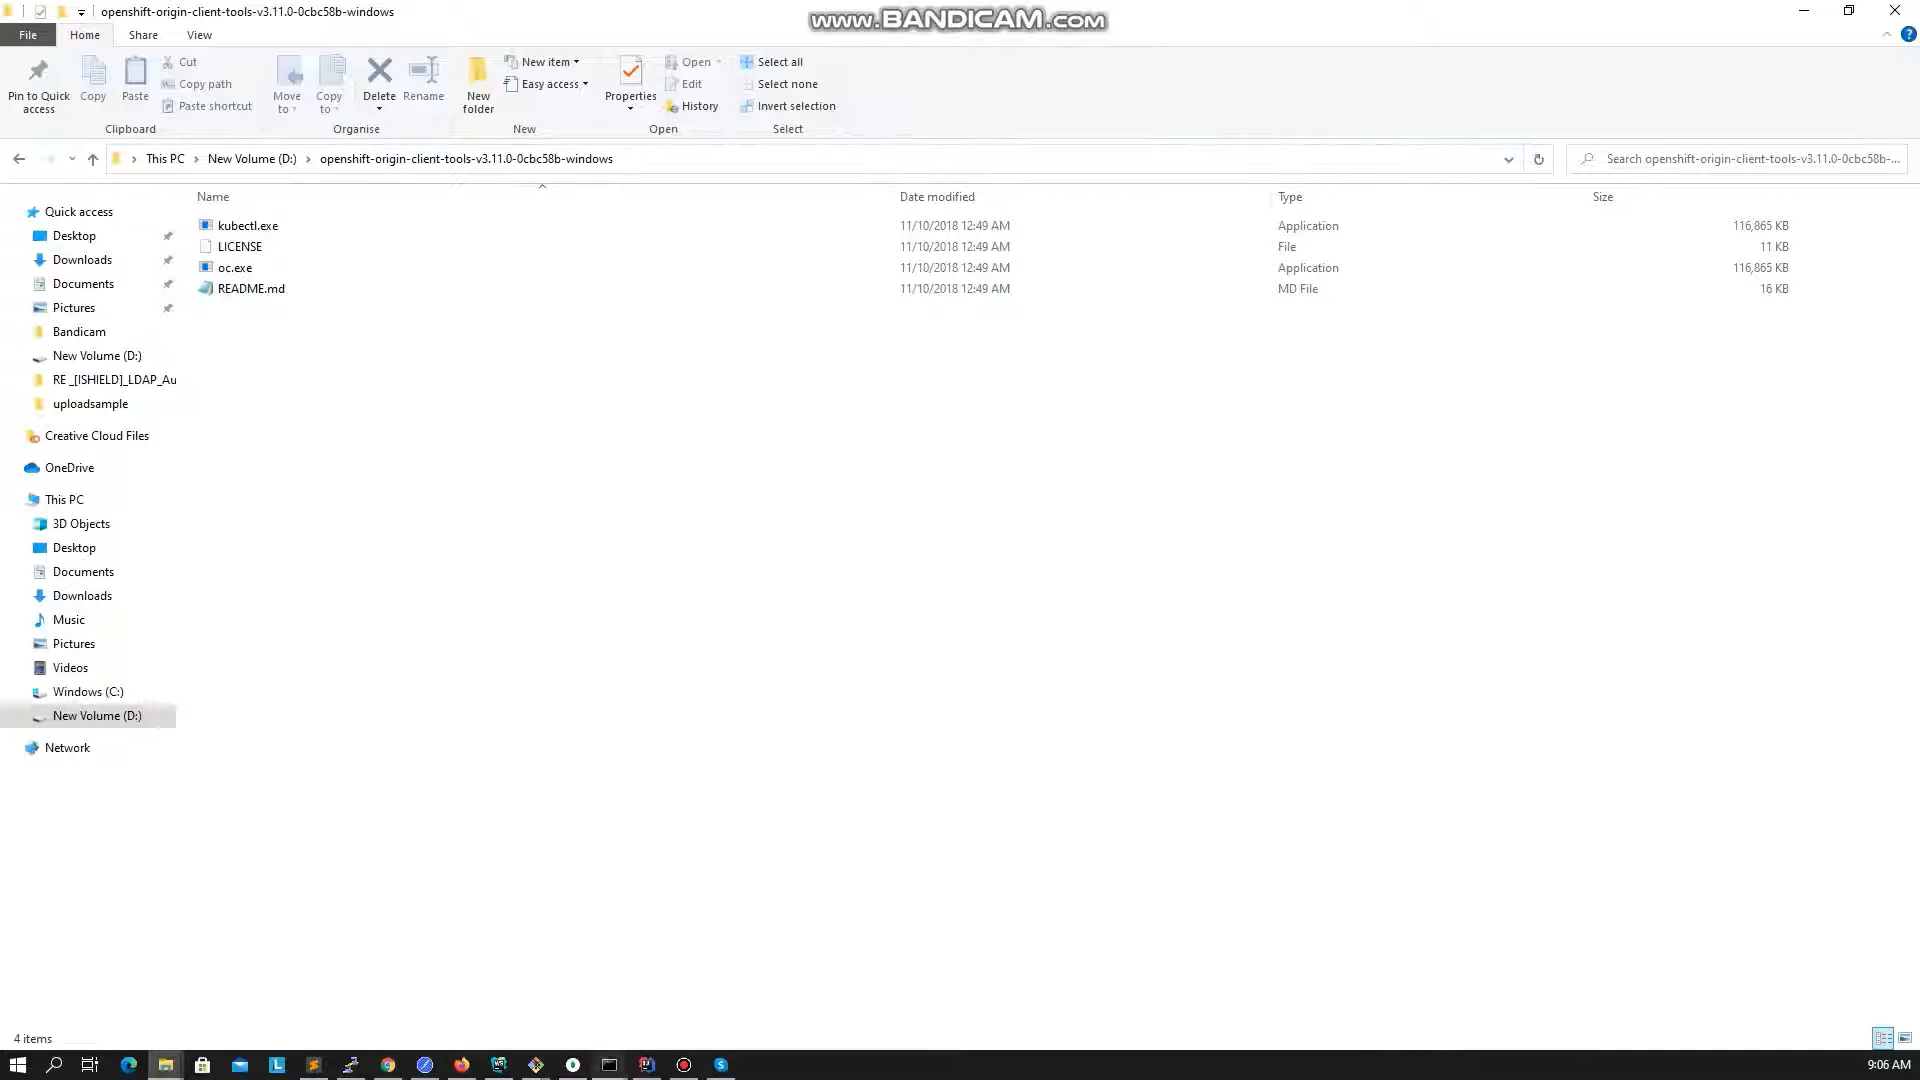 openshift-origin-client-tools-v3.11.0-0cbc58b-windows
www.BANDICAM.com
File Home Share View
Pin to Quick access
Copy
Paste
Cut
Copy path
Paste shortcut
Move to
Copy to
Delete
Rename
New folder
New item
Easy access
Properties
Open
Edit
History
Select all
Select none
Invert selection
Clipboard Organise New Open Select
This PC > New Volume (D:) > openshift-origin-client-tools-v3.11.0-0cbc58b-windows
Search openshift-origin-client-tools-v3.11.0-0cbc58b-...
Name Date modified Type Size
kubectl.exe 11/10/2018 12:49 AM Application 116,865 KB
LICENSE 11/10/2018 12:49 AM File 11 KB
oc.exe 11/10/2018 12:49 AM Application 116,865 KB
README.md 11/10/2018 12:49 AM MD File 16 KB
Quick access
Desktop
Downloads
Documents
Pictures
Bandicam
New Volume (D:)
RE _[ISHIELD]_LDAP_Au
uploadsample
Creative Cloud Files
OneDrive
This PC
3D Objects
Desktop
Documents
Downloads
Music
Pictures
Videos
Windows (C:)
New Volume (D:)
Network
4 items
9:06 AM